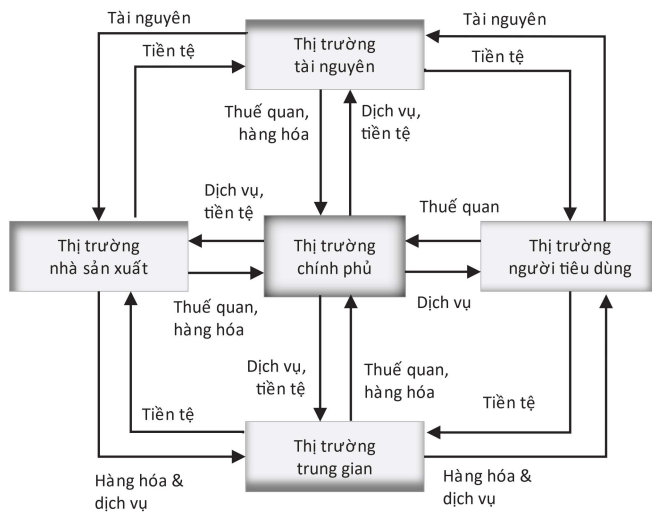 Tài nguyên
Tài nguyên
Tiền tệ
Thị trường
tài nguyên
Tiền tệ
Thuế quan,
hàng hóa
Dịch vụ,
tiền tệ
Dịch vụ,
tiền tệ
Thuế quan
Thị trường
nhà sản xuất
Thị trường
chính phủ
Thị trường
người tiêu dùng
Thuế quan,
hàng hóa
Dịch vụ
Dịch vụ,
tiền tệ
Thuế quan,
hàng hóa
Tiền tệ
Tiền tệ
Thị trường
trung gian
Hàng hóa &
dịch vụ
Hàng hóa &
dịch vụ